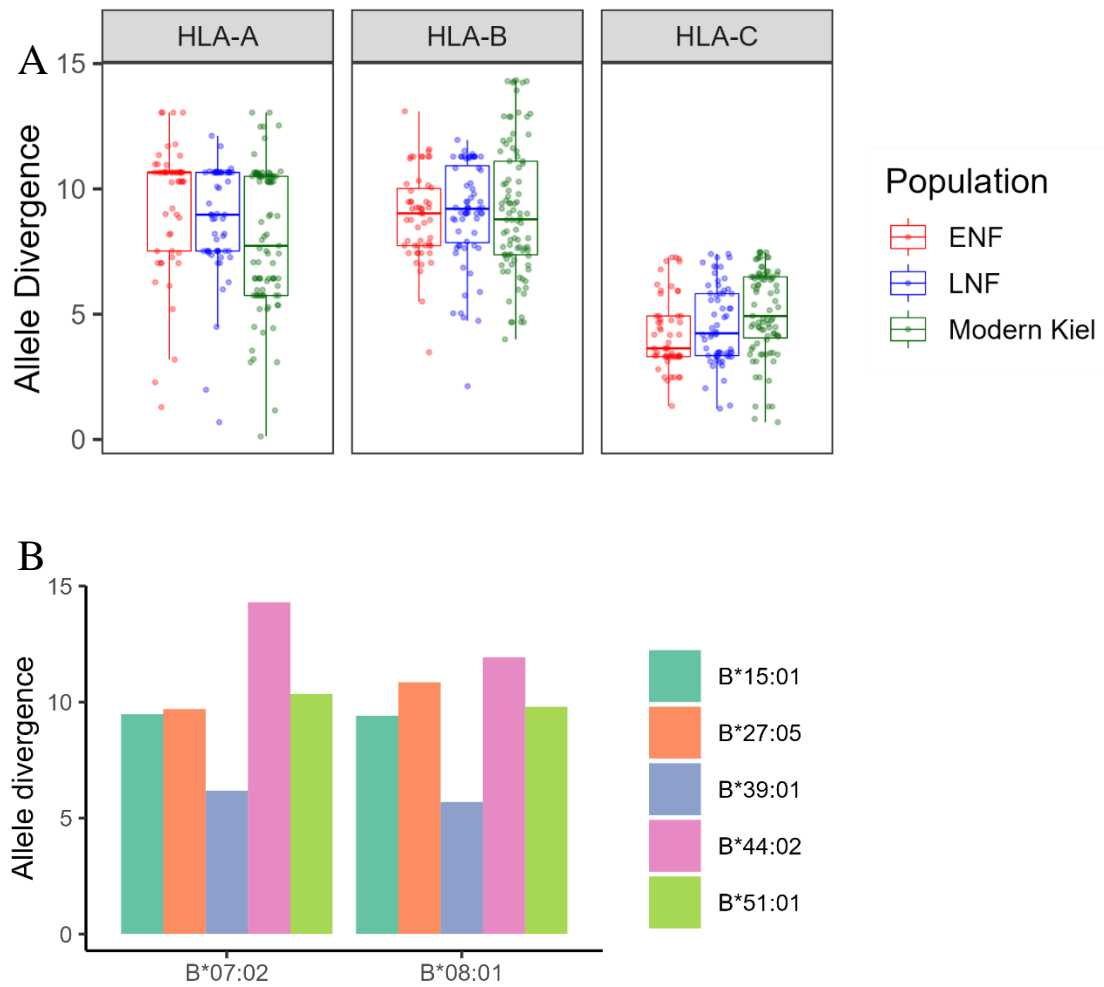 A
HLA-A HLA-B HLA-C
Allele Divergence
15
10
5
0
Population
ENF
LNF
Modern Kiel
B
Allele divergence
15
10
5
0
B*07:02 B*08:01
B*15:01
B*27:05
B*39:01
B*44:02
B*51:01